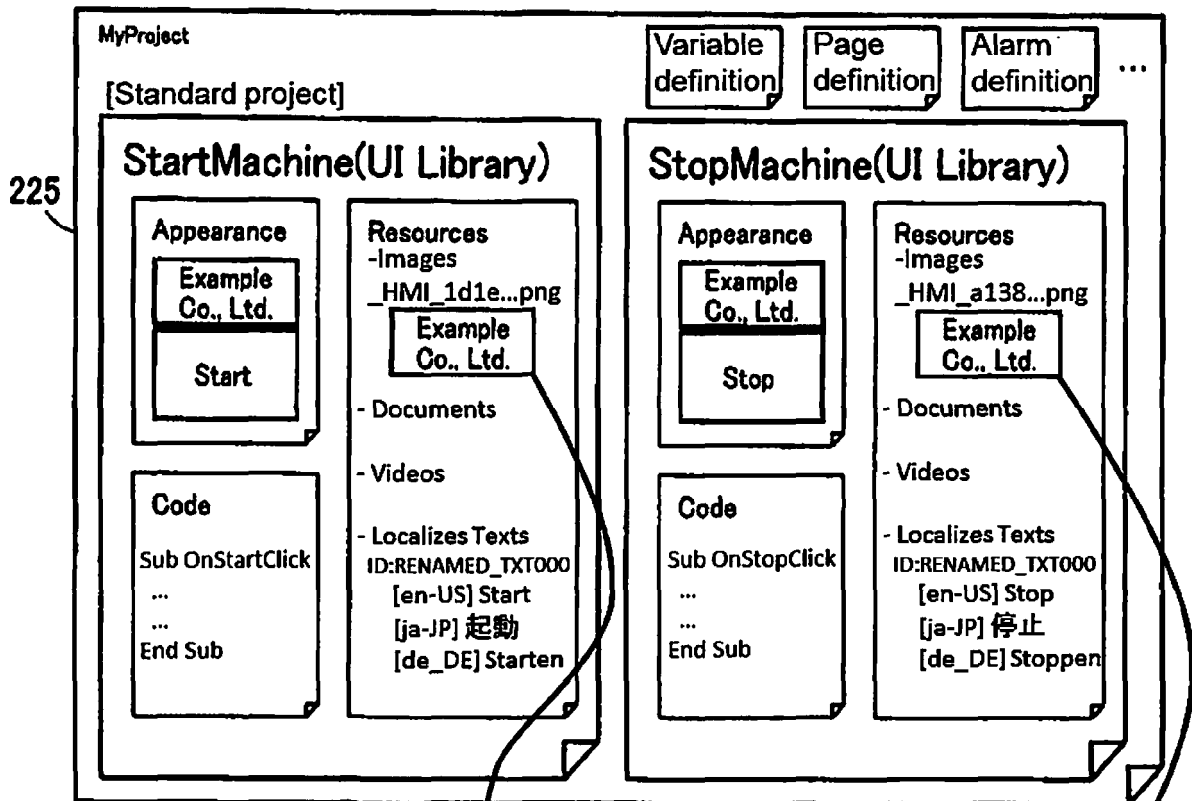 MyProject
[Standard project]
Variable
definition
Page
definition
Alarm
definition
...
225
StartMachine(UI Library)
Appearance
Example
Co., Ltd.
Start
Resources
-Images
_HMI_1d1e...png
Example
Co., Ltd.
- Documents
- Videos
- Localizes Texts
ID:RENAMED_TXT000
[en-US] Start
[ja-JP] 起動
[de_DE] Starten
Code
Sub OnStartClick
...
...
End Sub
StopMachine(UI Library)
Appearance
Example
Co., Ltd.
Stop
Resources
-Images
_HMI_a138...png
Example
Co., Ltd.
- Documents
- Videos
- Localizes Texts
ID:RENAMED_TXT000
[en-US] Stop
[ja-JP] 停止
[de_DE] Stoppen
Code
Sub OnStopClick
...
...
End Sub